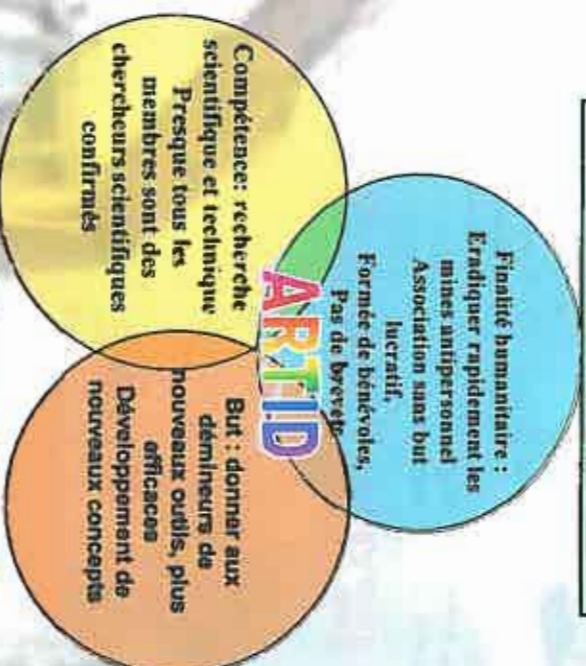 Finalité humanitaire :
Eradiquer rapidement les
mines antipersonnel
Association sans but
lucratif,
Formée de bénévoles,
Pas de brevets
ARTID
Compétence: recherche
scientifique et technique
Presque tous les
membres sont des
chercheurs scientifiques
confirmés
But : donner aux
démineurs de
nouveaux outils, plus
efficaces
Développement de
nouveaux concepts